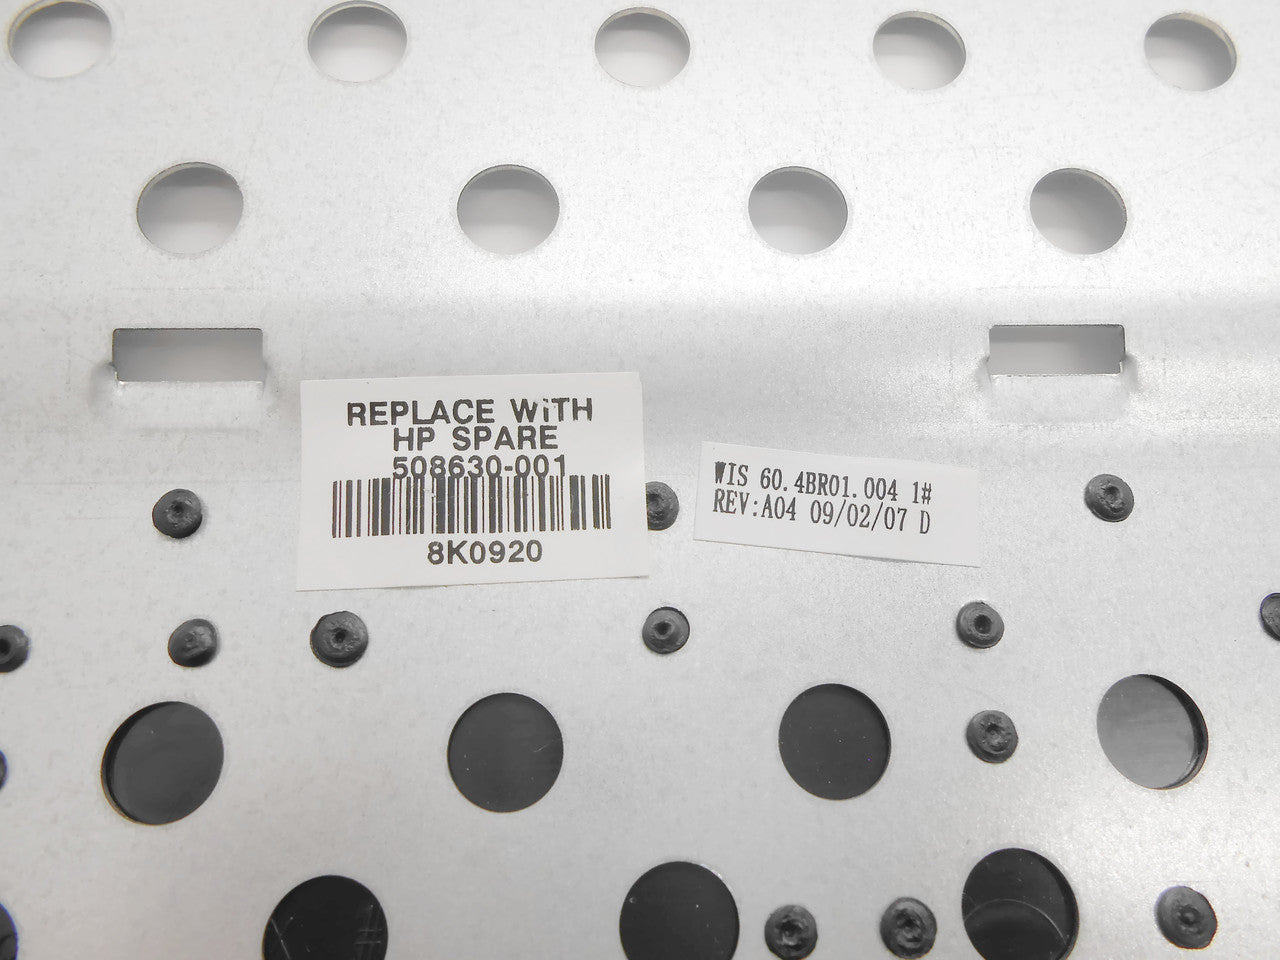 REPLACE WiTH
HP SPARE
508630-001
8K0920
WIS 60.4BR01.004 1#
REV:A04 09/02/07 D